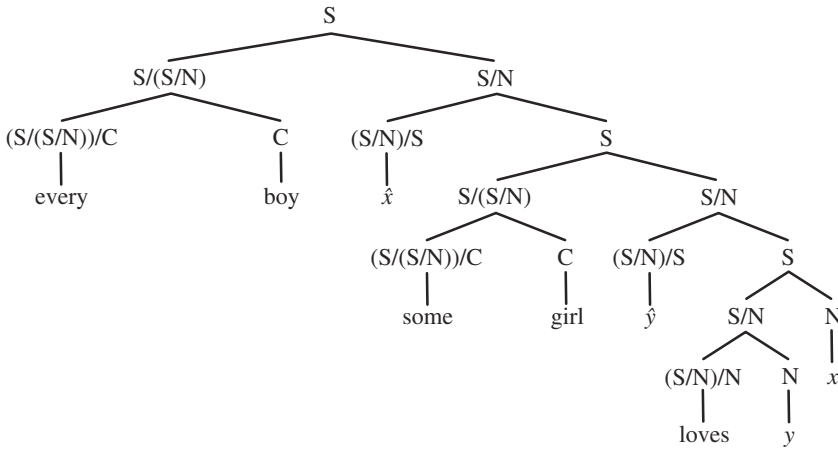 S
S/(S/N) S/N
(S/(S/N))/C C (S/N)/S S
every boy x̂ S/(S/N) S/N
(S/(S/N))/C C (S/N)/S S
some girl ŷ S/N N
(S/N)/N N x
loves y